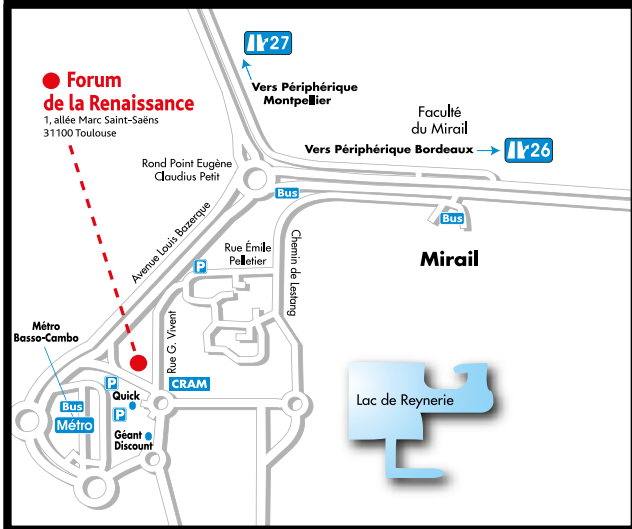 27
Vers Périphérique
Montpellier
Forum
de la Renaissance
1, allée Marc Saint-Saëns
31100 Toulouse
Faculté
du Mirail
Vers Périphérique Bordeaux
26
Rond Point Eugène
Claudius Petit
Bus
Bus
Avenue Louis Bazerque
Rue Émile
Pelletier
Chemin de Lestang
Mirail
P
Rue G. Vivent
Métro
Basso-Cambo
CRAM
P
Quick
Bus
Métro
P
Géant
Discount
Lac de Reynerie